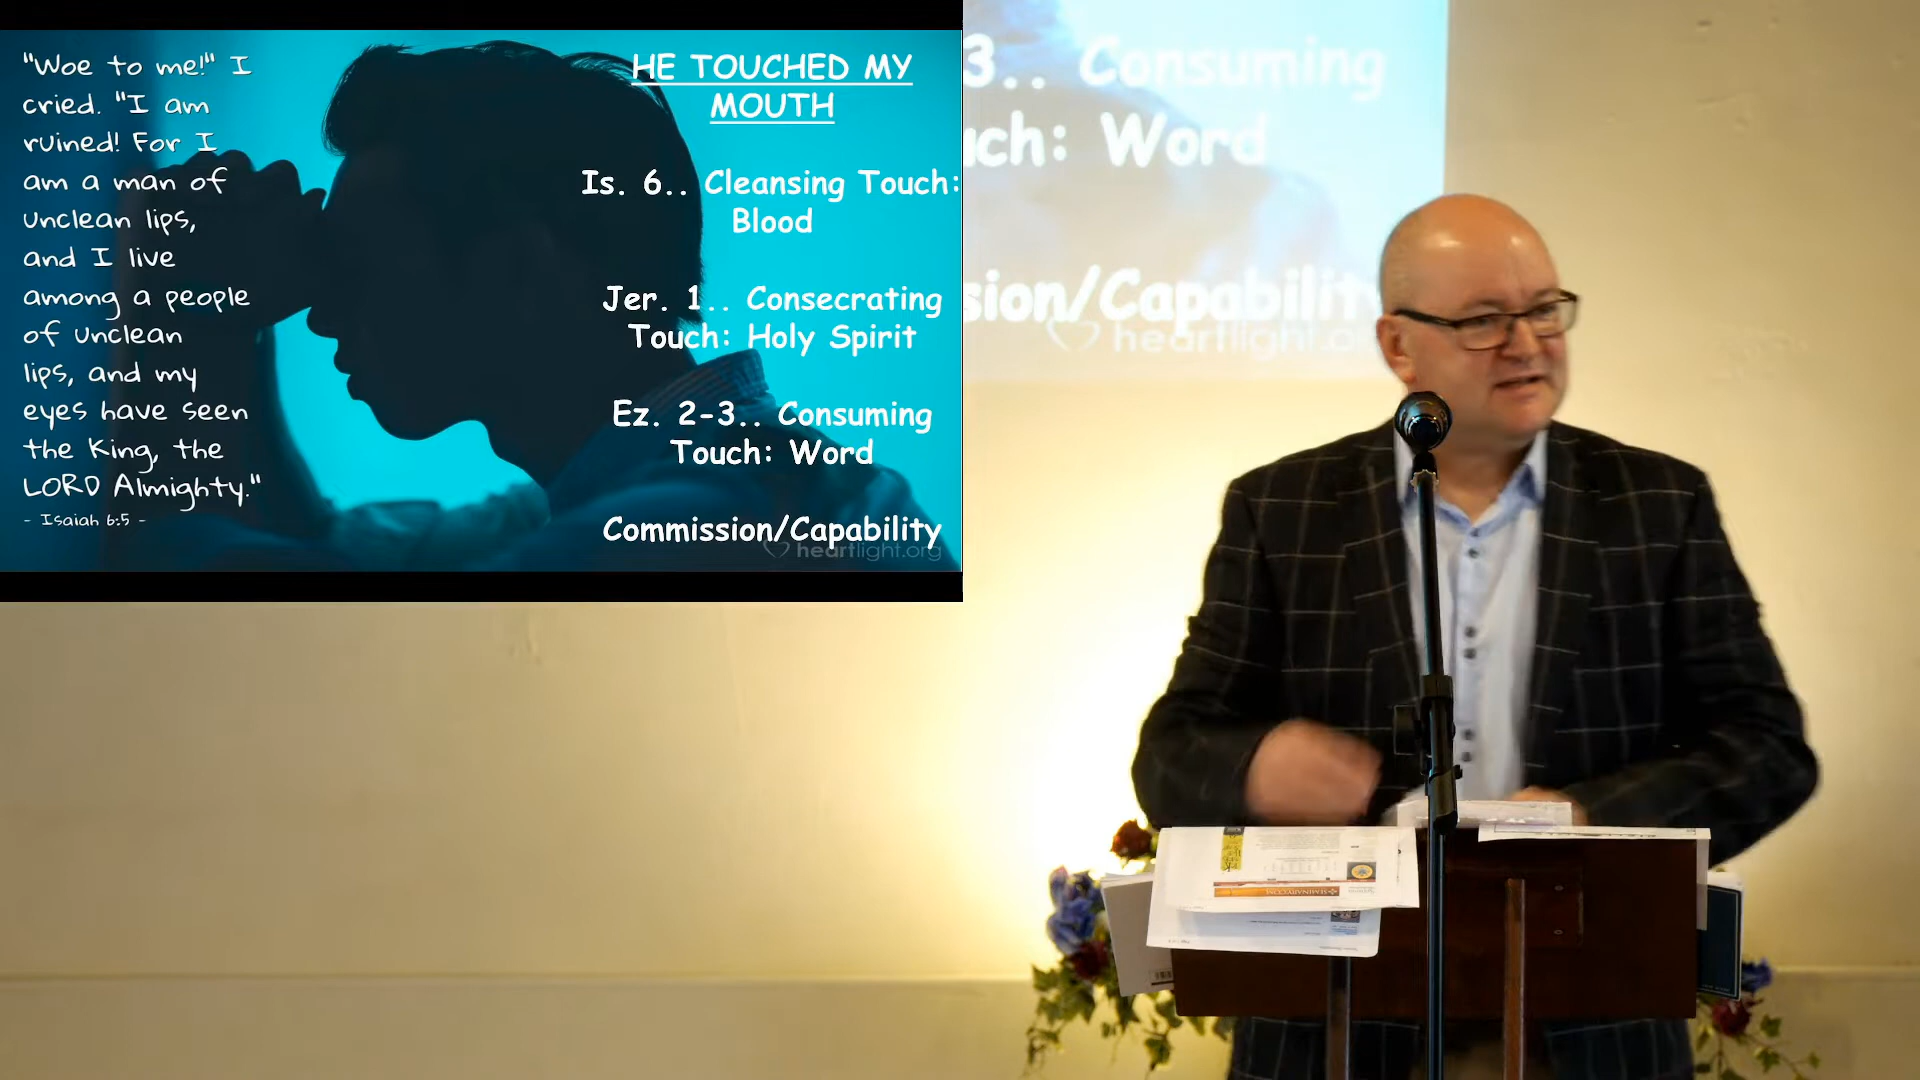 "Woe to me!" I
cried. "I am
ruined! For I
am a man of
unclean lips,
and I live
among a people
of unclean
lips, and my
eyes have seen
the King, the
LORD Almighty."
- Isaiah 6:5 -
HE TOUCHED MY
MOUTH
Is. 6.. Cleansing Touch:
Blood
Jer. 1.. Consecrating
Touch: Holy Spirit
Ez. 2-3.. Consuming
Touch: Word
Commission/Capability
heartlight.org
3.. Consuming
uch: Word
sion/Capability
heartlight.o